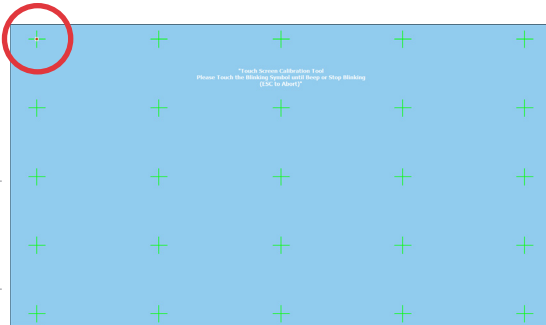 "Touch Screen Calibration Tool
Please Touch the Blinking Symbol until Beep or Stop Blinking
(ESC to Abort)"